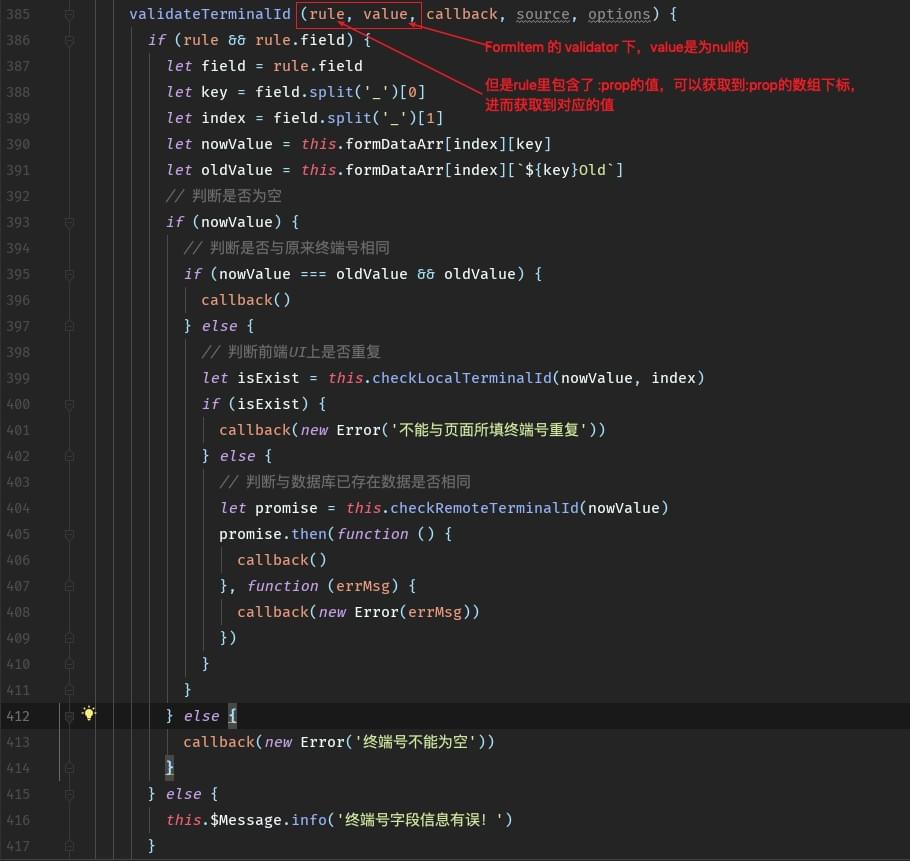 385 validateTerminalId (rule, value, callback, source, options) {
386 if (rule && rule.field) {
FormItem 的 validator 下，value是为null的
387 let field = rule.field
但是rule里包含了 :prop的值，可以获取到:prop的数组下标，
388 let key = field.split('_')[0]
进而获取到对应的值
389 let index = field.split('_')[1]
390 let nowValue = this.formDataArr[index][key]
391 let oldValue = this.formDataArr[index][`${key}Old`]
392 // 判断是否为空
393 if (nowValue) {
394 // 判断是否与原来终端号相同
395 if (nowValue === oldValue && oldValue) {
396 callback()
397 } else {
398 // 判断前端UI上是否重复
399 let isExist = this.checkLocalTerminalId(nowValue, index)
400 if (isExist) {
401 callback(new Error('不能与页面所填终端号重复'))
402 } else {
403 // 判断与数据库已存在数据是否相同
404 let promise = this.checkRemoteTerminalId(nowValue)
405 promise.then(function () {
406 callback()
407 }, function (errMsg) {
408 callback(new Error(errMsg))
409 })
410 }
411 }
412 } else {
413 callback(new Error('终端号不能为空'))
414 }
415 } else {
416 this.$Message.info('终端号字段信息有误！')
417 }